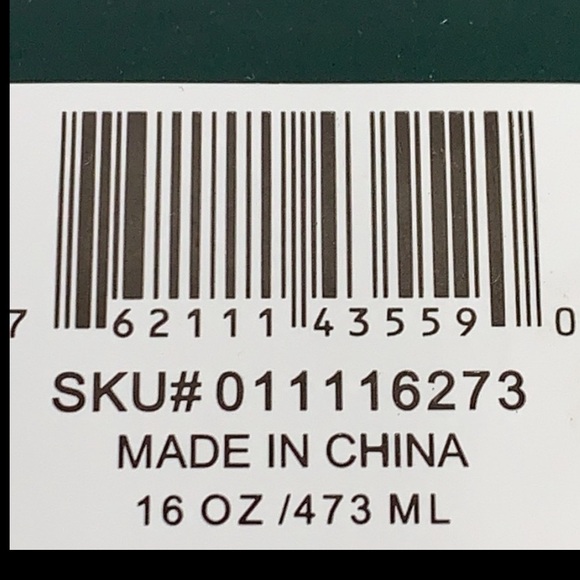 7 62111 43559 0
SKU# 011116273
MADE IN CHINA
16 OZ /473 ML